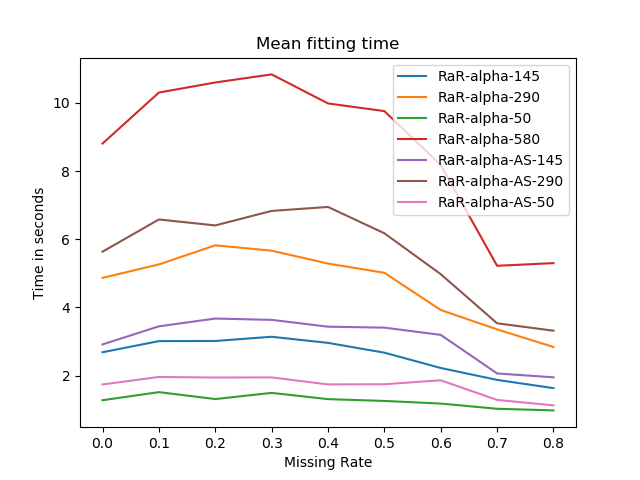 Mean fitting time
RaR-alpha-145
RaR-alpha-290
RaR-alpha-50
RaR-alpha-580
RaR-alpha-AS-145
RaR-alpha-AS-290
RaR-alpha-AS-50
Time in seconds
10
8
6
4
2
0.0 0.1 0.2 0.3 0.4 0.5 0.6 0.7 0.8
Missing Rate